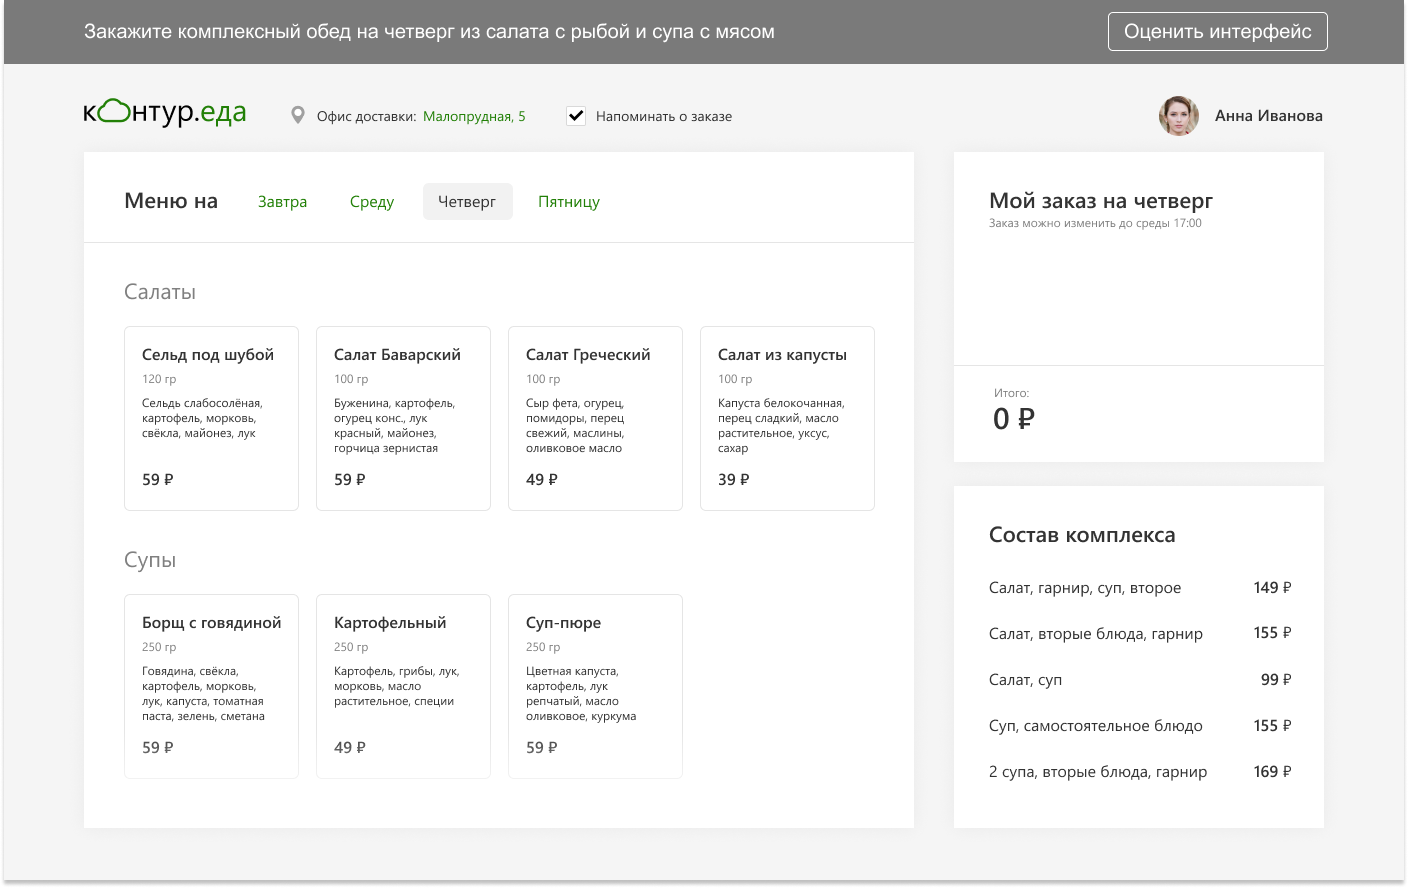 Закажите комплексный обед на четверг из салата с рыбой и супа с мясом
Оценить интерфейс
контур.еда
Офис доставки: Малопрудная, 5
Напоминать о заказе
Анна Иванова
Меню на
Завтра
Среду
Четверг
Пятницу
Салаты
Сельд под шубой
120 гр
Сельдь слабосолёная,
картофель, морковь,
свёкла, майонез, лук
59 ₽
Салат Баварский
100 гр
Буженина, картофель,
огурец конс., лук
красный, майонез,
горчица зернистая
59 ₽
Салат Греческий
100 гр
Сыр фета, огурец,
помидоры, перец
свежий, маслины,
оливковое масло
49 ₽
Салат из капусты
100 гр
Капуста белокочанная,
перец сладкий, масло
растительное, уксус,
сахар
39 ₽
Супы
Борщ с говядиной
250 гр
Говядина, свёкла,
картофель, морковь,
лук, капуста, томатная
паста, зелень, сметана
59 ₽
Картофельный
250 гр
Картофель, грибы, лук,
морковь, масло
растительное, специи
49 ₽
Суп-пюре
250 гр
Цветная капуста,
картофель, лук
репчатый, масло
оливковое, куркума
59 ₽
Мой заказ на четверг
Заказ можно изменить до среды 17:00
Итого:
0 ₽
Состав комплекса
Салат, гарнир, суп, второе 149 ₽
Салат, вторые блюда, гарнир 155 ₽
Салат, суп 99 ₽
Суп, самостоятельное блюдо 155 ₽
2 супа, вторые блюда, гарнир 169 ₽